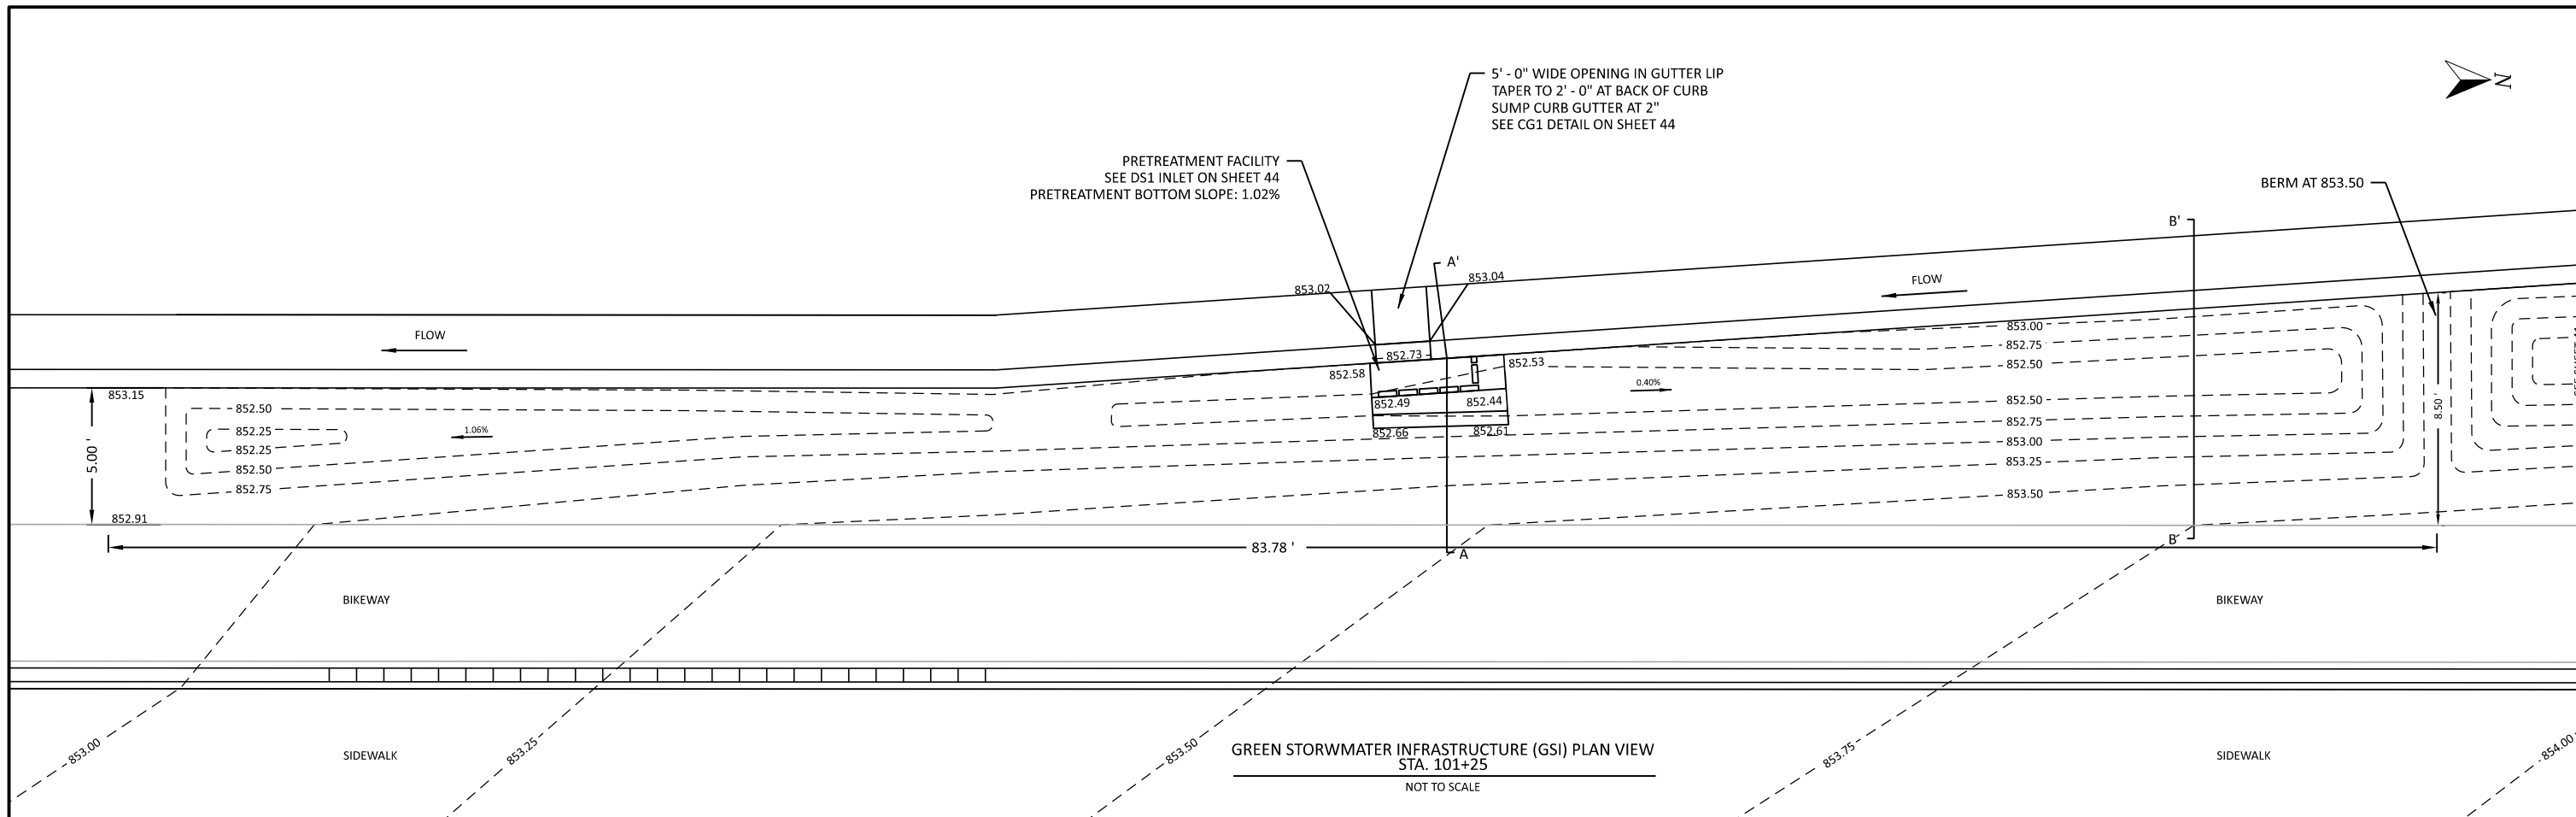 5' - 0" WIDE OPENING IN GUTTER LIP
TAPER TO 2' - 0" AT BACK OF CURB
SUMP CURB GUTTER AT 2"
SEE CG1 DETAIL ON SHEET 44
N
PRETREATMENT FACILITY
SEE DS1 INLET ON SHEET 44
PRETREATMENT BOTTOM SLOPE: 1.02%
BERM AT 853.50
B'
A'
853.02
853.04
FLOW
FLOW
853.00
852.75
852.50
852.73
852.58
852.53
0.40%
853.15
852.50
852.25
1.06%
852.25
852.50
852.75
852.49
852.44
852.66
852.61
852.50
852.75
853.00
853.25
853.50
8.50 '
5.00 '
852.91
83.78 '
A
B
BIKEWAY
BIKEWAY
853.00
853.25
853.50
853.75
854.00
SIDEWALK
SIDEWALK
GREEN STORWMATER INFRASTRUCTURE (GSI) PLAN VIEW
STA. 101+25
NOT TO SCALE